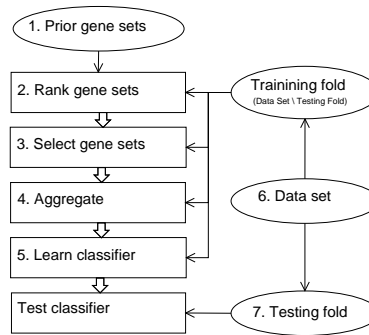 1. Prior gene sets
2. Rank gene sets
Trainining fold
(Data Set \ Testing Fold)
3. Select gene sets
4. Aggregate
6. Data set
5. Learn classifier
Test classifier
7. Testing fold